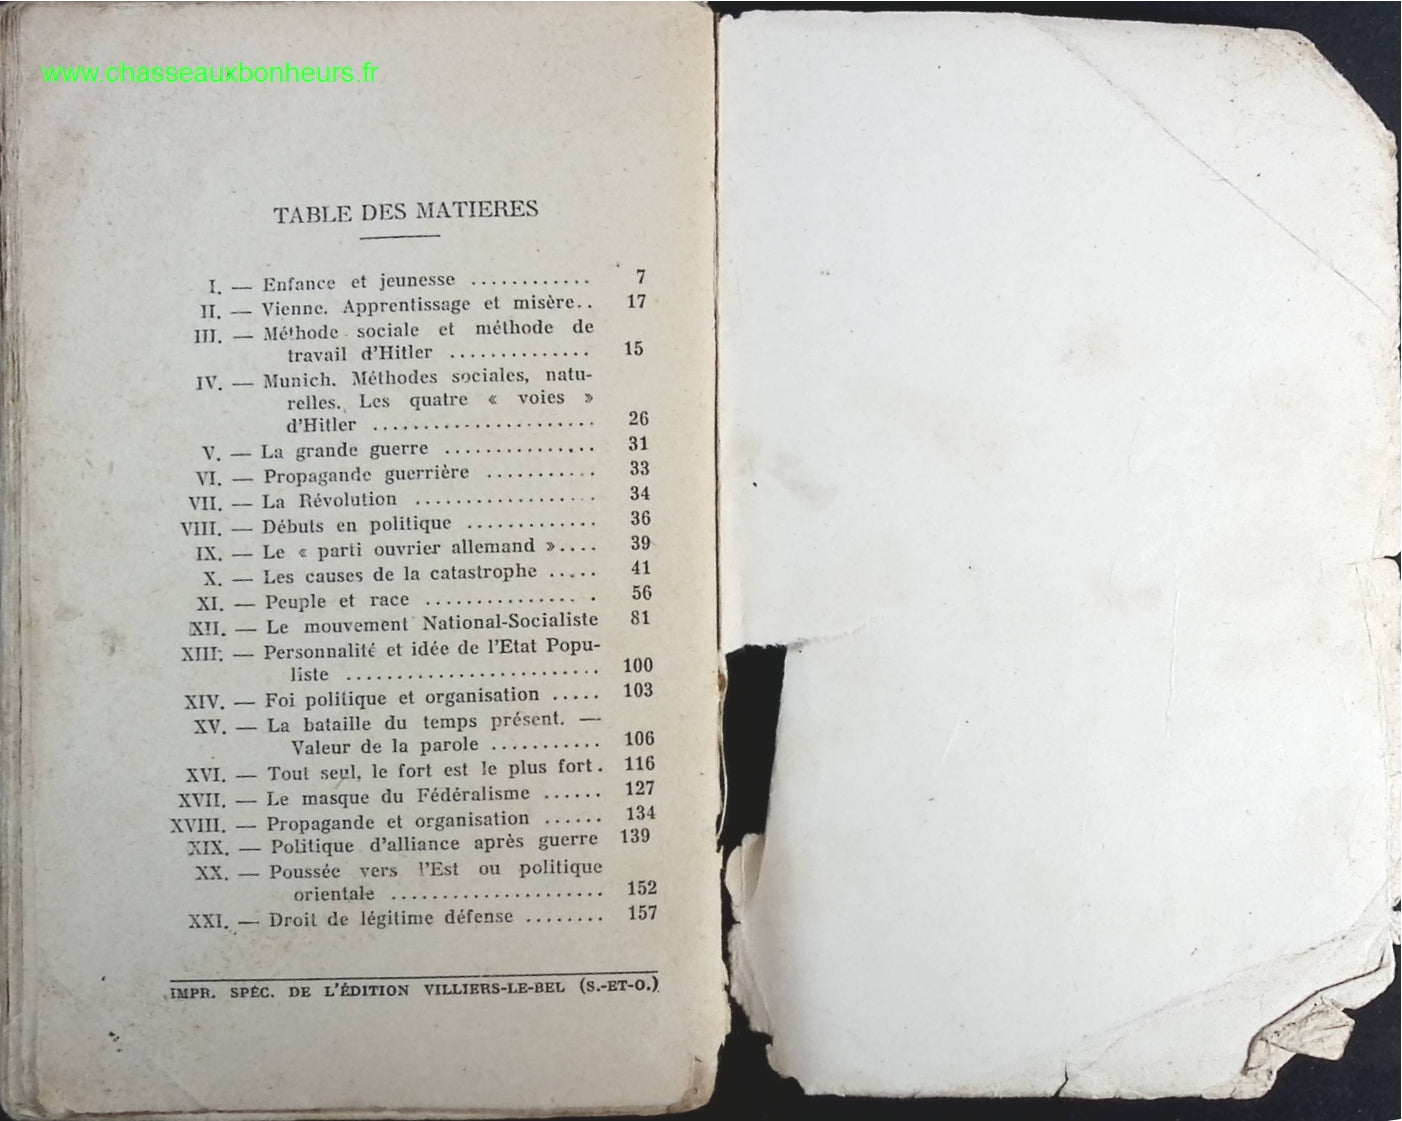 www.chasseauxbonheurs.fr
TABLE DES MATIERES
I. — Enfance et jeunesse ............ 7
II. — Vienne. Apprentissage et misère.. 17
III. — Méthode sociale et méthode de
travail d'Hitler .............. 15
IV. — Munich. Méthodes sociales, natu-
relles. Les quatre « voies »
d'Hitler ...................... 26
V. — La grande guerre ............... 31
VI. — Propagande guerrière ........... 33
VII. — La Révolution .................. 34
VIII. — Débuts en politique ............. 36
IX. — Le « parti ouvrier allemand ».... 39
X. — Les causes de la catastrophe ..... 41
XI. — Peuple et race ............... . 56
XII. — Le mouvement National-Socialiste 81
XIII. — Personnalité et idée de l'Etat Popu-
liste ......................... 100
XIV. — Foi politique et organisation ..... 103
XV. — La bataille du temps présent. —
Valeur de la parole ........... 106
XVI. — Tout seul, le fort est le plus fort. 116
XVII. — Le masque du Fédéralisme ...... 127
XVIII. — Propagande et organisation ...... 134
XIX. — Politique d'alliance après guerre 139
XX. — Poussée vers l'Est ou politique
orientale ..................... 152
XXI. — Droit de légitime défense ........ 157
IMPR. SPÉC. DE L'ÉDITION VILLIERS-LE-BEL (S.-ET-O.)